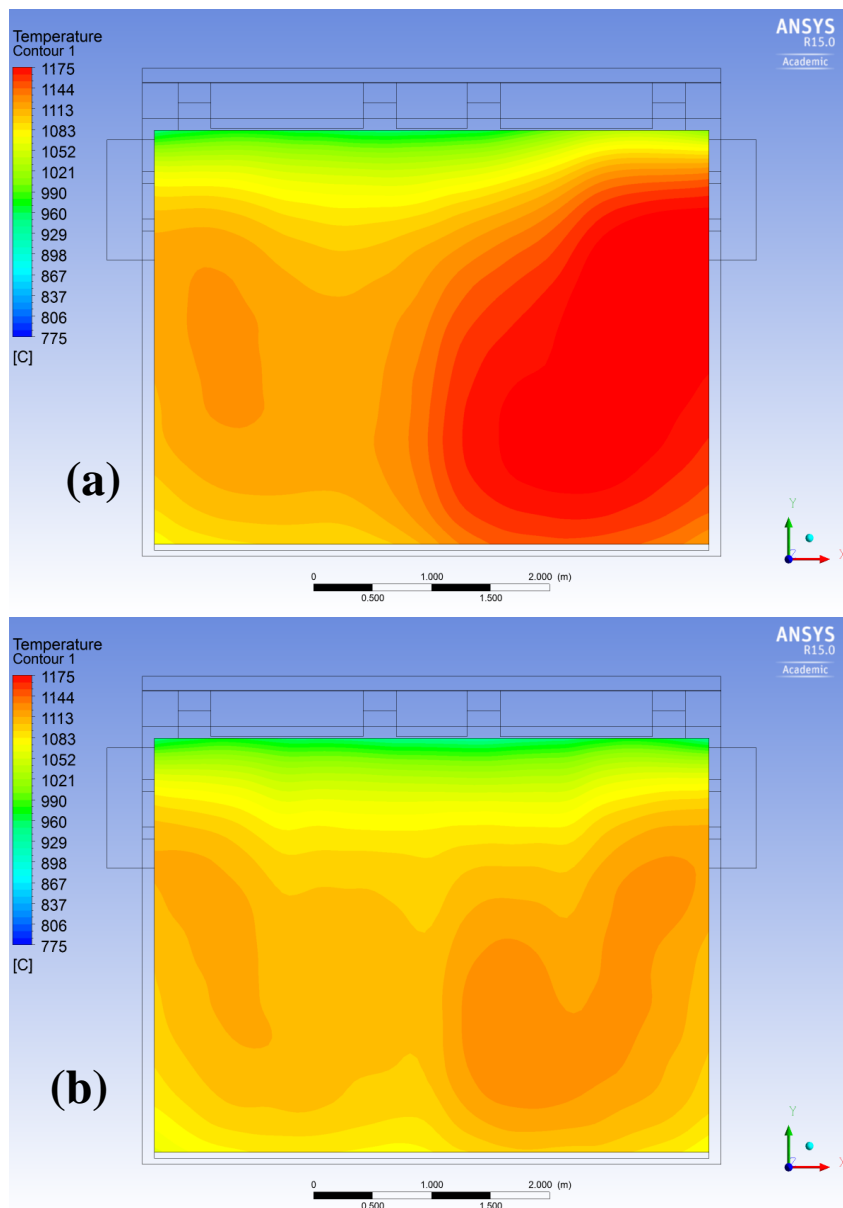 Temperature
Contour 1
1175
1144
1113
1083
1052
1021
990
960
929
898
867
837
806
775
[C]
ANSYS
R15.0
Academic
(a)
Y
Z
X
0 1.000 2.000 (m)
0.500 1.500
Temperature
Contour 1
1175
1144
1113
1083
1052
1021
990
960
929
898
867
837
806
775
[C]
ANSYS
R15.0
Academic
(b)
Y
Z
X
0 1.000 2.000 (m)
0.500 1.500